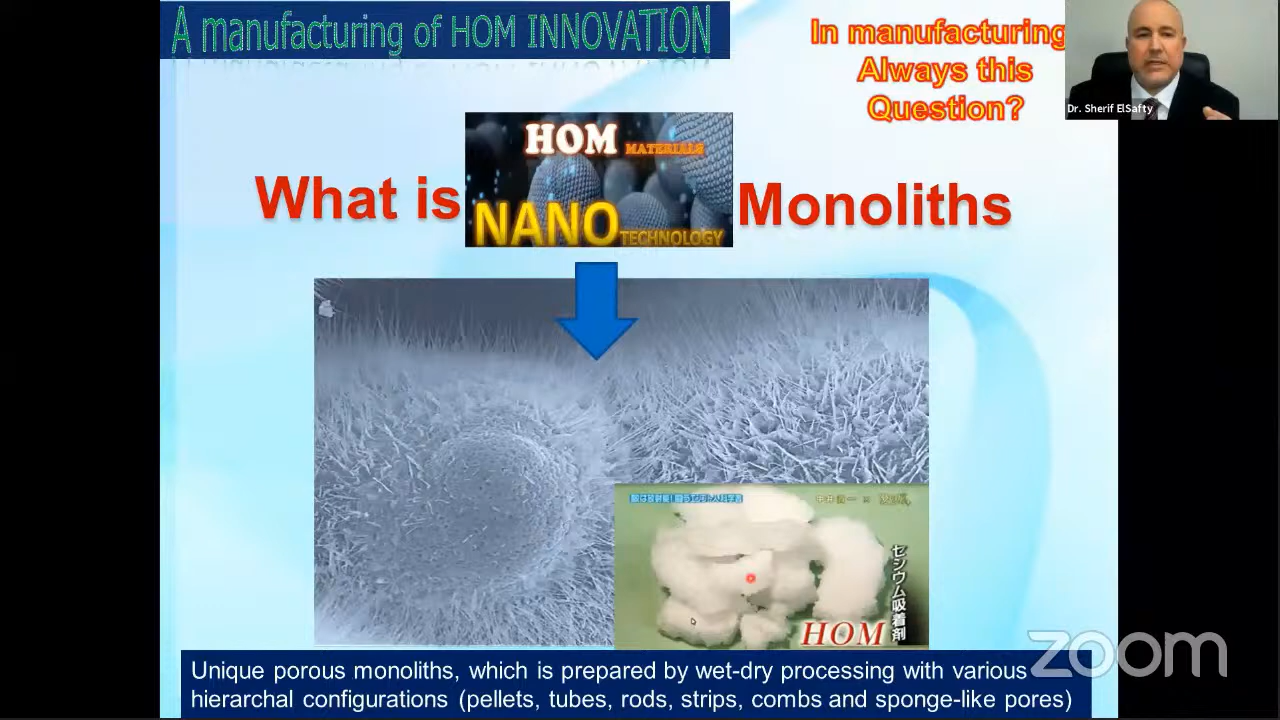 A manufacturing of HOM INNOVATION
In manufacturing
Always this
Question?
Dr. Sherif ElSafty
HOM MATERIALS
What is
NANO TECHNOLOGY
Monoliths
セシウム吸着剤
HOM
zoom
Unique porous monoliths, which is prepared by wet-dry processing with various
hierarchal configurations (pellets, tubes, rods, strips, combs and sponge-like pores)